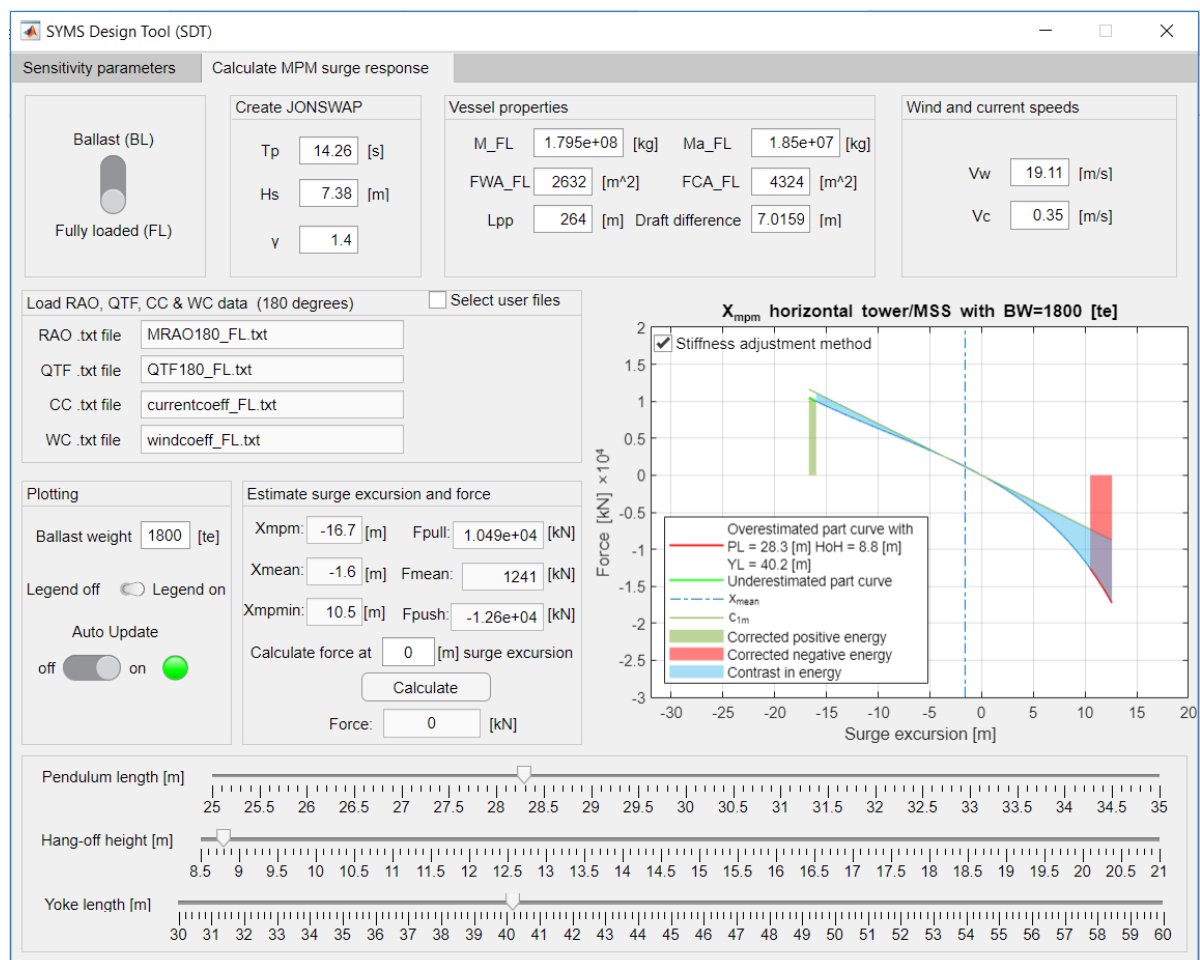 SYMS Design Tool (SDT)
Sensitivity parameters
Calculate MPM surge response
Ballast (BL)
Fully loaded (FL)
Create JONSWAP
Tp 14.26 [s]
Hs 7.38 [m]
γ 1.4
Vessel properties
M_FL 1.795e+08 [kg] Ma_FL 1.85e+07 [kg]
FWA_FL 2632 [m^2] FCA_FL 4324 [m^2]
Lpp 264 [m] Draft difference 7.0159 [m]
Wind and current speeds
Vw 19.11 [m/s]
Vc 0.35 [m/s]
Load RAO, QTF, CC & WC data (180 degrees) Select user files
RAO .txt file MRAO180_FL.txt
QTF .txt file QTF180_FL.txt
CC .txt file currentcoeff_FL.txt
WC .txt file windcoeff_FL.txt
Plotting
Ballast weight 1800 [te]
Legend off Legend on
Auto Update
off on
Estimate surge excursion and force
Xmpm: -16.7 [m] Fpull: 1.049e+04 [kN]
Xmean: -1.6 [m] Fmean: 1241 [kN]
Xmpmin: 10.5 [m] Fpush: -1.26e+04 [kN]
Calculate force at 0 [m] surge excursion
Calculate
Force: 0 [kN]
X_mpm horizontal tower/MSS with BW=1800 [te]
Stiffness adjustment method
2
1.5
1
0.5
0
-0.5
-1
-1.5
-2
-2.5
-3
Force [kN] ×10^4
Overestimated part curve with
PL = 28.3 [m] HoH = 8.8 [m]
YL = 40.2 [m]
Underestimated part curve
X_mean
c_1m
Corrected positive energy
Corrected negative energy
Contrast in energy
-30 -25 -20 -15 -10 -5 0 5 10 15 20
Surge excursion [m]
Pendulum length [m]
25 25.5 26 26.5 27 27.5 28 28.5 29 29.5 30 30.5 31 31.5 32 32.5 33 33.5 34 34.5 35
Hang-off height [m]
8.5 9 9.5 10 10.5 11 11.5 12 12.5 13 13.5 14 14.5 15 15.5 16 16.5 17 17.5 18 18.5 19 19.5 20 20.5 21
Yoke length [m]
30 31 32 33 34 35 36 37 38 39 40 41 42 43 44 45 46 47 48 49 50 51 52 53 54 55 56 57 58 59 60